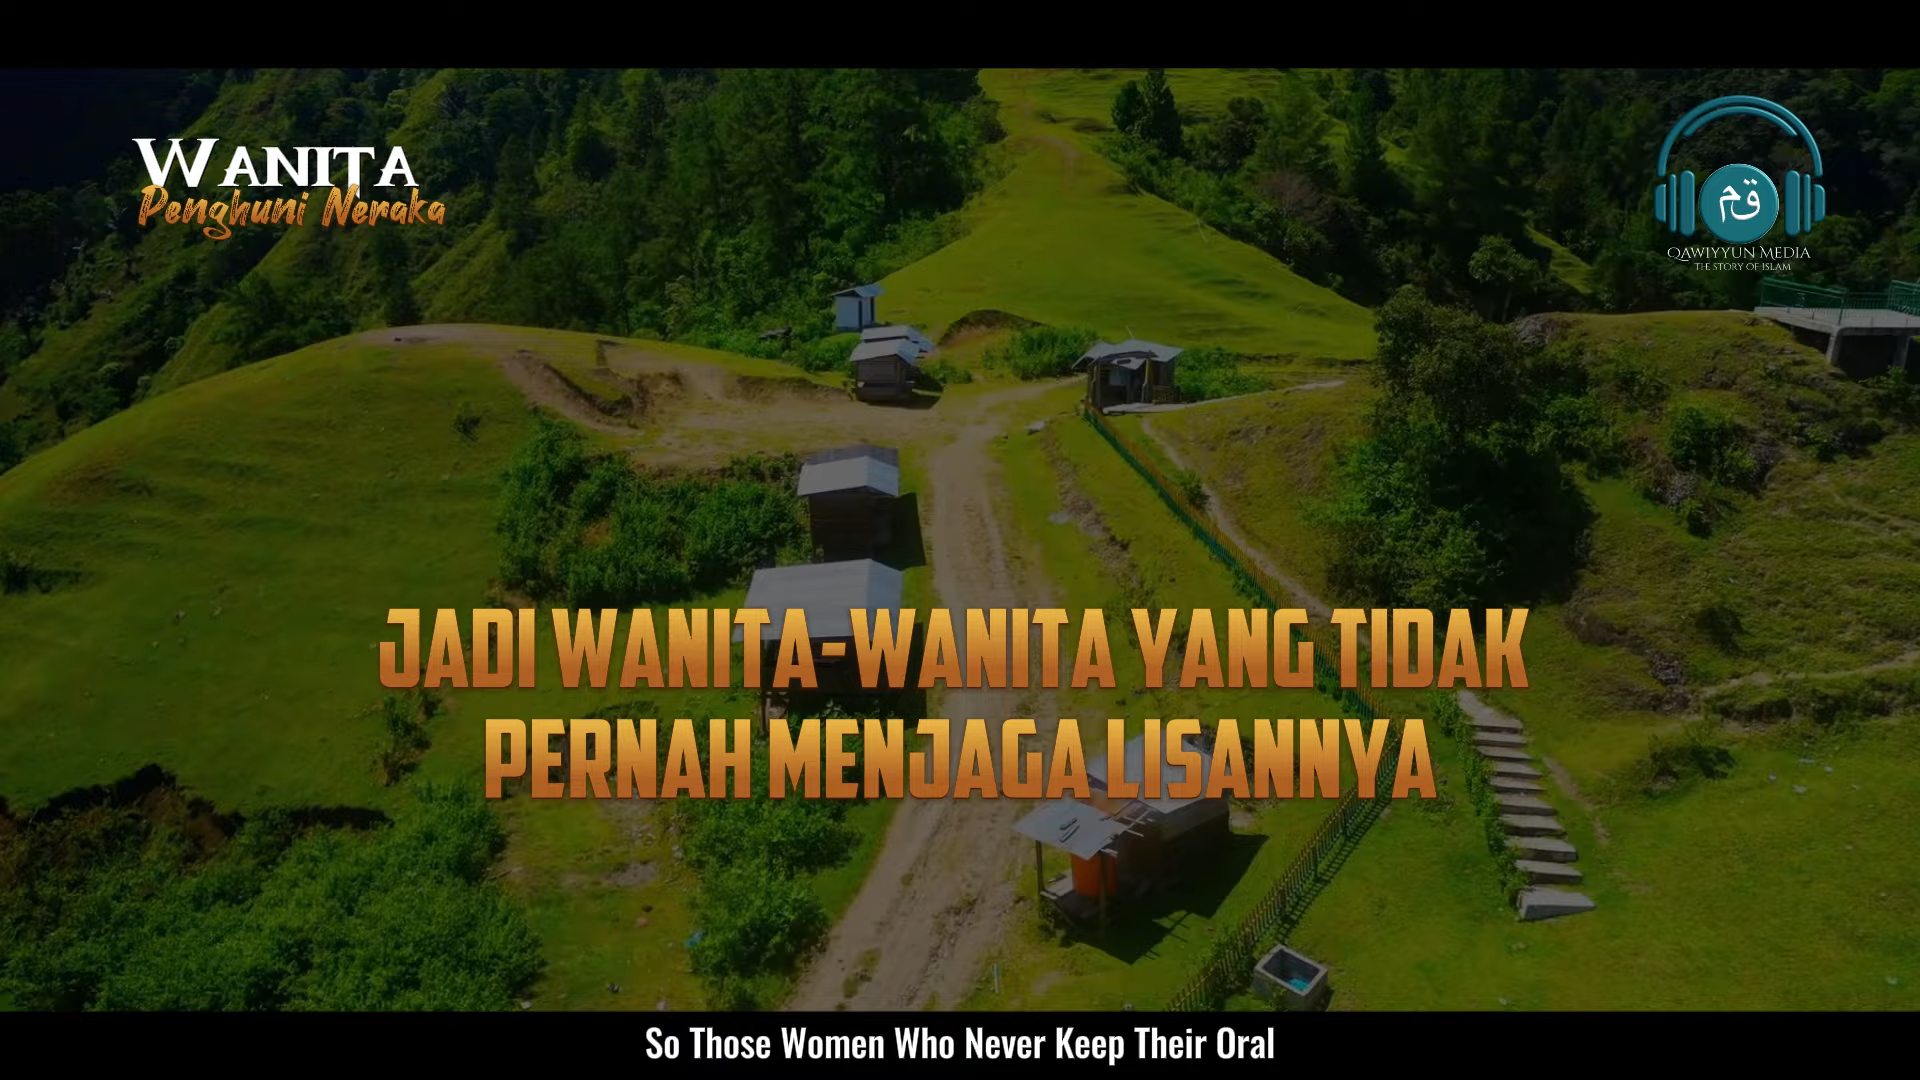 WANITA
Penghuni Neraka
قم
QAWIYYUN MEDIA
THE STORY OF ISLAM
JADI WANITA-WANITA YANG TIDAK
PERNAH MENJAGA LISANNYA
So Those Women Who Never Keep Their Oral